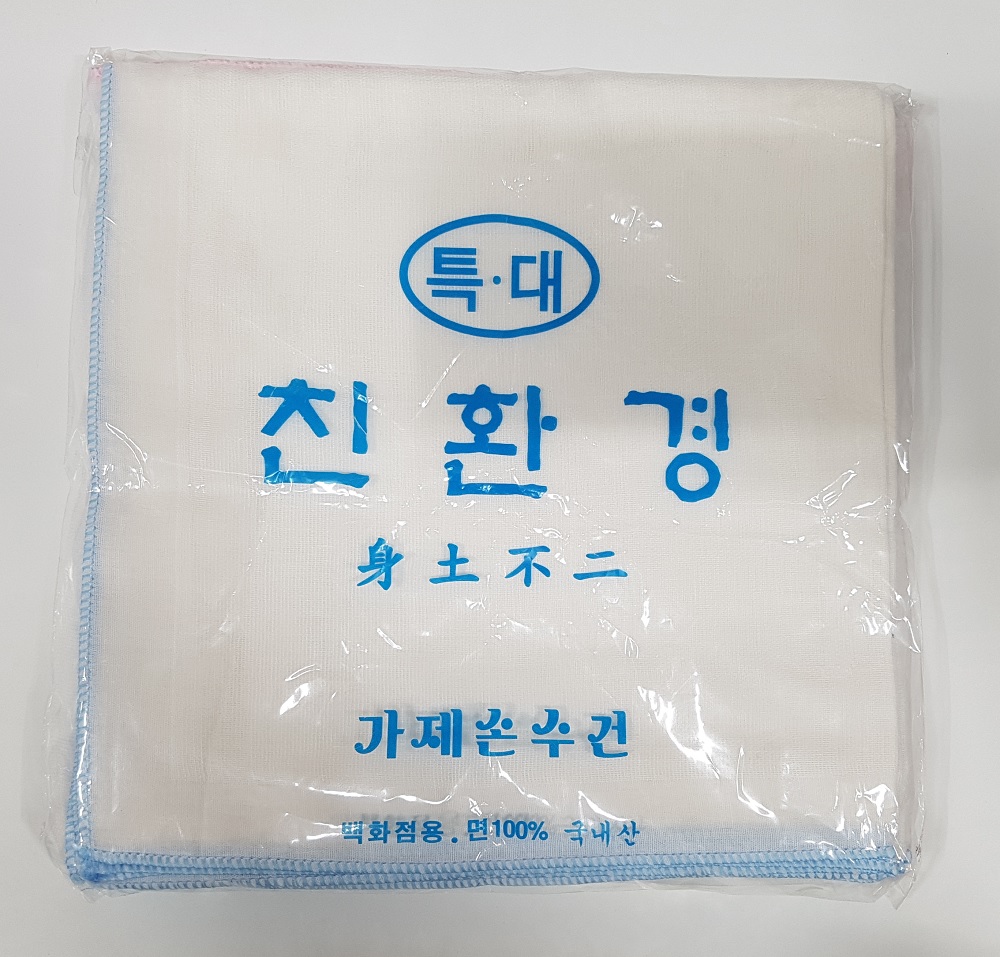 특·대
친환경
身土不二
가제손수건
백화점용.면100% 국내산